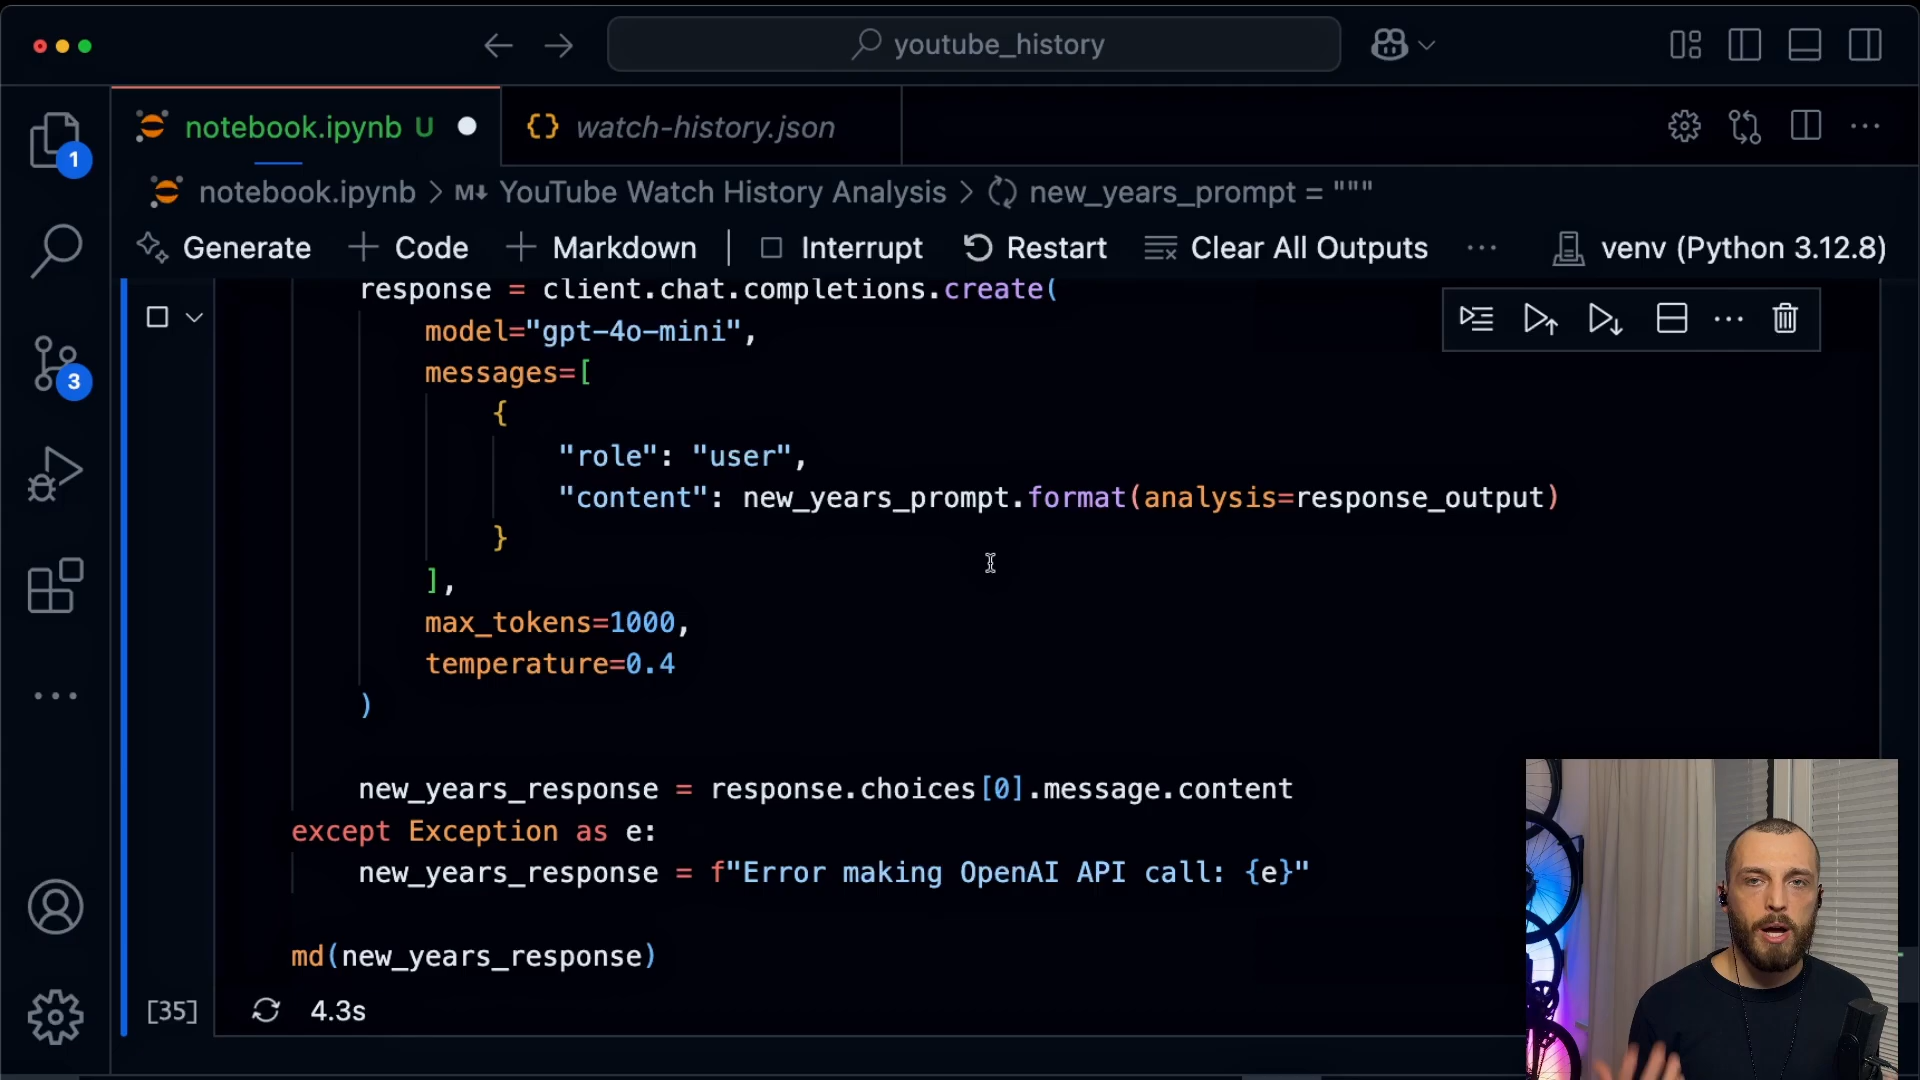 youtube_history
notebook.ipynb U
{} watch-history.json
1
notebook.ipynb > M↓ YouTube Watch History Analysis > new_years_prompt = """
Generate + Code + Markdown | Interrupt Restart Clear All Outputs ··· venv (Python 3.12.8)
response = client.chat.completions.create(
model="gpt-4o-mini",
messages=[
3
{
"role": "user",
"content": new_years_prompt.format(analysis=response_output)
}
],
max_tokens=1000,
temperature=0.4
)
new_years_response = response.choices[0].message.content
except Exception as e:
new_years_response = f"Error making OpenAI API call: {e}"
md(new_years_response)
[35] 4.3s